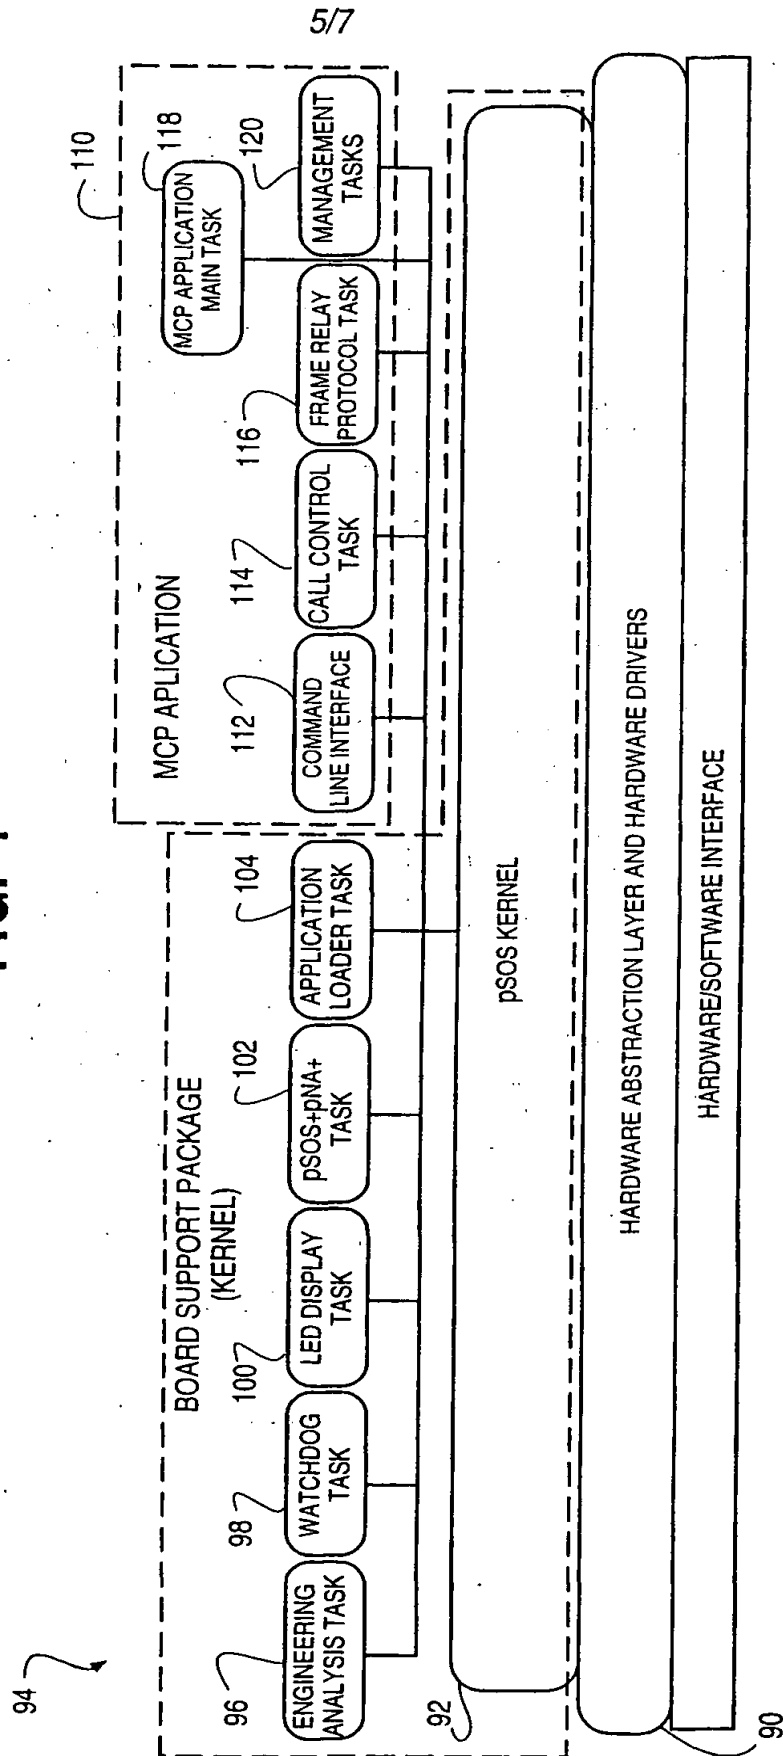 5/7
94
110
MCP APLICATION
118
MCP APPLICATION
MAIN TASK
BOARD SUPPORT PACKAGE
(KERNEL)
96
98
100
102
104
112
114
116
120
ENGINEERING
ANALYSIS TASK
WATCHDOG
TASK
LED DISPLAY
TASK
pSOS+pNA+
TASK
APPLICATION
LOADER TASK
COMMAND
LINE INTERFACE
CALL CONTROL
TASK
FRAME RELAY
PROTOCOL TASK
MANAGEMENT
TASKS
92
pSOS KERNEL
HARDWARE ABSTRACTION LAYER AND HARDWARE DRIVERS
HARDWARE/SOFTWARE INTERFACE
90